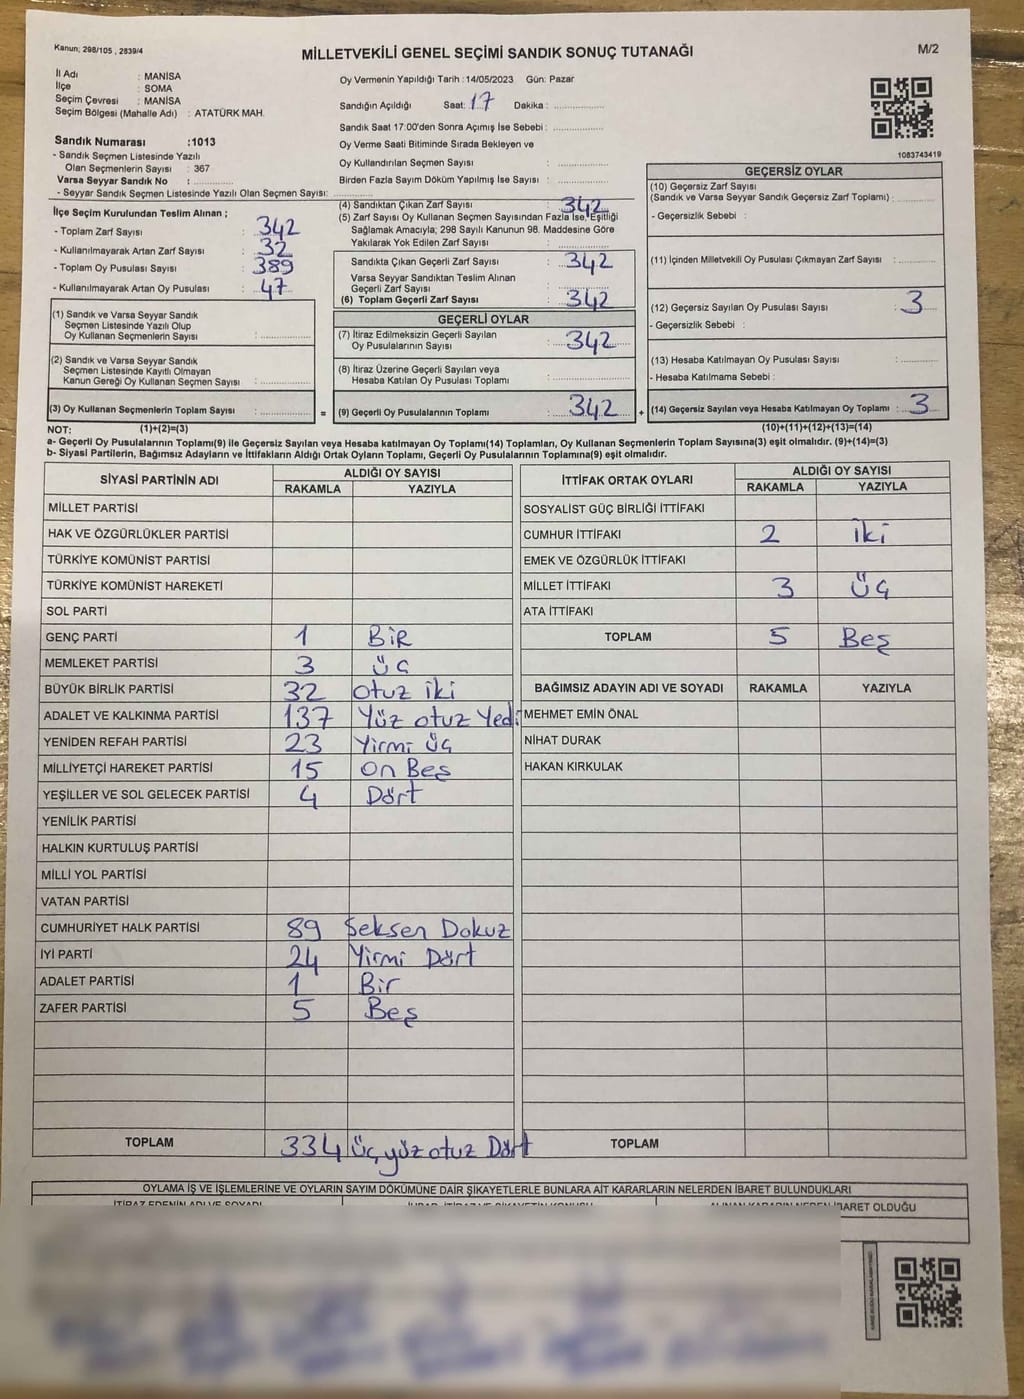 Kanun; 298/105 , 2839/4
MİLLETVEKİLİ GENEL SEÇİMİ SANDIK SONUÇ TUTANAĞI
M/2
İl Adı : MANİSA
İlçe : SOMA
Seçim Çevresi : MANİSA
Seçim Bölgesi (Mahalle Adı) : ATATÜRK MAH.
Oy Vermenin Yapıldığı Tarih :14/05/2023 Gün: Pazar
Sandığın Açıldığı Saat: 17 Dakika :
Sandık Saat 17:00'den Sonra Açımış İse Sebebi :
Oy Verme Saati Bitiminde Sırada Bekleyen ve
Oy Kullandırılan Seçmen Sayısı :
Birden Fazla Sayım Döküm Yapılmış İse Sayısı :
Sandık Numarası :1013
- Sandık Seçmen Listesinde Yazılı
Olan Seçmenlerin Sayısı : 367
Varsa Seyyar Sandık No :
- Seyyar Sandık Seçmen Listesinde Yazılı Olan Seçmen Sayısı:
1083743419
İlçe Seçim Kurulundan Teslim Alınan ;
- Toplam Zarf Sayısı : 342
- Kullanılmayarak Artan Zarf Sayısı : 32
- Toplam Oy Pusulası Sayısı : 389
- Kullanılmayarak Artan Oy Pusulası : 47
(1) Sandık ve Varsa Seyyar Sandık
Seçmen Listesinde Yazılı Olup
Oy Kullanan Seçmenlerin Sayısı :
(2) Sandık ve Varsa Seyyar Sandık
Seçmen Listesinde Kayıtlı Olmayan
Kanun Gereği Oy Kullanan Seçmen Sayısı :
(3) Oy Kullanan Seçmenlerin Toplam Sayısı : =
(4) Sandıktan Çıkan Zarf Sayısı : 342
(5) Zarf Sayısı Oy Kullanan Seçmen Sayısından Fazla İse, Eşitliği
Sağlamak Amacıyla; 298 Sayılı Kanunun 98. Maddesine Göre
Yakılarak Yok Edilen Zarf Sayısı :
Sandıkta Çıkan Geçerli Zarf Sayısı : 342
Varsa Seyyar Sandıktan Teslim Alınan
Geçerli Zarf Sayısı :
(6) Toplam Geçerli Zarf Sayısı : 342
GEÇERLİ OYLAR
(7) İtiraz Edilmeksizin Geçerli Sayılan
Oy Pusulalarının Sayısı : 342
(8) İtiraz Üzerine Geçerli Sayılan veya
Hesaba Katılan Oy Pusulası Toplamı :
(9) Geçerli Oy Pusulalarının Toplamı : 342 +
GEÇERSİZ OYLAR
(10) Geçersiz Zarf Sayısı
(Sandık ve Varsa Seyyar Sandık Geçersiz Zarf Toplamı) :
- Geçersizlik Sebebi :
(11) İçinden Milletvekili Oy Pusulası Çıkmayan Zarf Sayısı :
(12) Geçersiz Sayılan Oy Pusulası Sayısı : 3
- Geçersizlik Sebebi :
(13) Hesaba Katılmayan Oy Pusulası Sayısı :
- Hesaba Katılmama Sebebi :
(14) Geçersiz Sayılan veya Hesaba Katılmayan Oy Toplamı : 3
NOT: (1)+(2)=(3) (10)+(11)+(12)+(13)=(14)
a- Geçerli Oy Pusulalarının Toplamı(9) ile Geçersiz Sayılan veya Hesaba katılmayan Oy Toplamı(14) Toplamları, Oy Kullanan Seçmenlerin Toplam Sayısına(3) eşit olmalıdır. (9)+(14)=(3)
b- Siyasi Partilerin, Bağımsız Adayların ve İttifakların Aldığı Ortak Oyların Toplamı, Geçerli Oy Pusulalarının Toplamına(9) eşit olmalıdır.
SİYASİ PARTİNİN ADI ALDIĞI OY SAYISI
RAKAMLA YAZIYLA
MİLLET PARTİSİ
HAK VE ÖZGÜRLÜKLER PARTİSİ
TÜRKİYE KOMÜNİST PARTİSİ
TÜRKİYE KOMÜNİST HAREKETİ
SOL PARTİ
GENÇ PARTİ 1 BİR
MEMLEKET PARTİSİ 3 üç
BÜYÜK BİRLİK PARTİSİ 32 otuz iki
ADALET VE KALKINMA PARTİSİ 137 Yüz otuz Yedi
YENİDEN REFAH PARTİSİ 23 Yirmi üç
MİLLİYETÇİ HAREKET PARTİSİ 15 On Beş
YEŞİLLER VE SOL GELECEK PARTİSİ 4 Dört
YENİLİK PARTİSİ
HALKIN KURTULUŞ PARTİSİ
MİLLİ YOL PARTİSİ
VATAN PARTİSİ
CUMHURİYET HALK PARTİSİ 89 Seksen Dokuz
İYİ PARTİ 24 Yirmi Dört
ADALET PARTİSİ 1 Bir
ZAFER PARTİSİ 5 Beş
TOPLAM 334 üçyüz otuz Dört
İTTİFAK ORTAK OYLARI ALDIĞI OY SAYISI
RAKAMLA YAZIYLA
SOSYALİST GÜÇ BİRLİĞİ İTTİFAKI
CUMHUR İTTİFAKI 2 İki
EMEK VE ÖZGÜRLÜK İTTİFAKI
MİLLET İTTİFAKI 3 Üç
ATA İTTİFAKI
TOPLAM 5 Beş
BAĞIMSIZ ADAYIN ADI VE SOYADI RAKAMLA YAZIYLA
MEHMET EMİN ÖNAL
NİHAT DURAK
HAKAN KIRKULAK
TOPLAM
OYLAMA İŞ VE İŞLEMLERİNE VE OYLARIN SAYIM DÖKÜMÜNE DAİR ŞİKAYETLERLE BUNLARA AİT KARARLARIN NELERDEN İBARET BULUNDUKLARI
İTİRAZ EDENİN ADI VE SOYADI
İBARET OLDUĞU